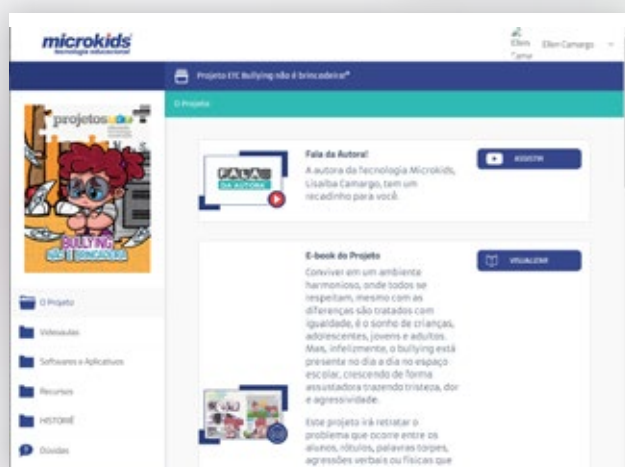 microkids
tecnologia educacional
Ellen
Ellen Camargo
Projeto ETC Bullying não é brincadeira!*
O Projeto
projetos
BULLYING
NÃO É BRINCADEIRA
O Projeto
Videoaulas
Softwares e Aplicativos
Recursos
HISTORIÊ
Dúvidas
FALA
DA AUTORA!
Fala da Autora!
A autora da Tecnologia Microkids,
Lisalba Camargo, tem um
recadinho para você.
ASSISTIR
E-book do Projeto
Conviver em um ambiente
harmonioso, onde todos se
respeitam, mesmo com as
diferenças são tratados com
igualdade, é o sonho de crianças,
adolescentes, jovens e adultos.
Mas, infelizmente, o bullying está
presente no dia a dia no espaço
escolar, crescendo de forma
assustadora trazendo tristeza, dor
e agressividade.
Este projeto irá retratar o
problema que ocorre entre os
alunos, rótulos, palavras torpes,
agressões verbais ou físicas que
VISUALIZAR